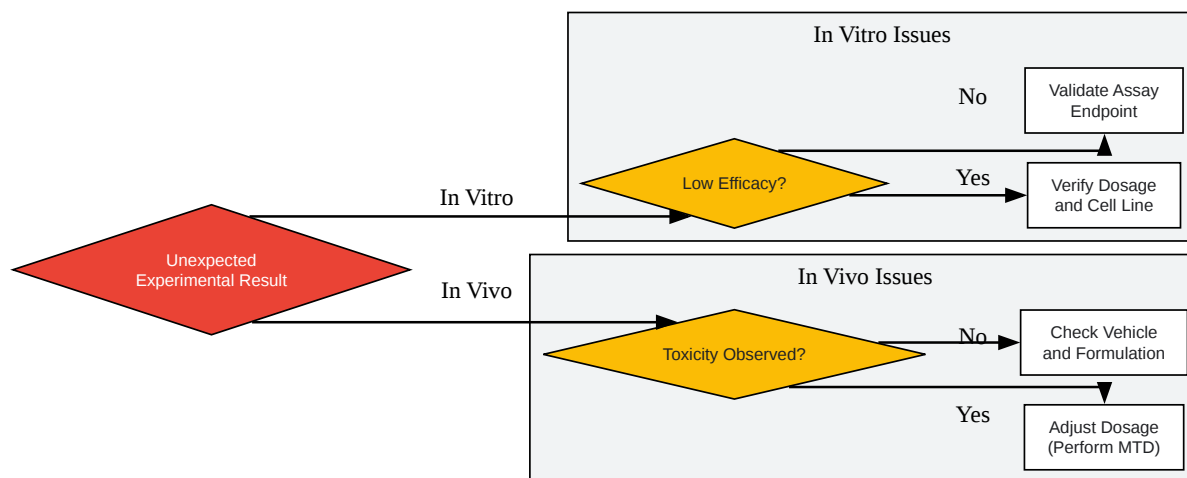 In Vitro Issues
No
Validate Assay
Endpoint
Low Efficacy?
Yes
Verify Dosage
and Cell Line
In Vitro
Unexpected
Experimental Result
In Vivo
In Vivo Issues
Toxicity Observed?
No
Check Vehicle
and Formulation
Yes
Adjust Dosage
(Perform MTD)